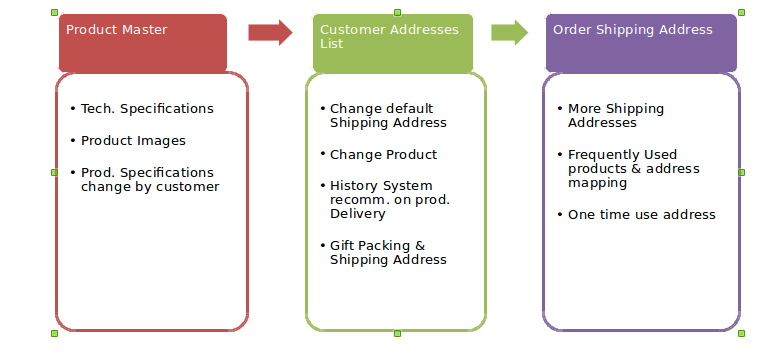 Product Master
• Tech. Specifications
• Product Images
• Prod. Specifications
change by customer
Customer Addresses
List
• Change default
Shipping Address
• Change Product
• History System
recomm. on prod.
Delivery
• Gift Packing &
Shipping Address
Order Shipping Address
• More Shipping
Addresses
• Frequently Used
products & address
mapping
• One time use address